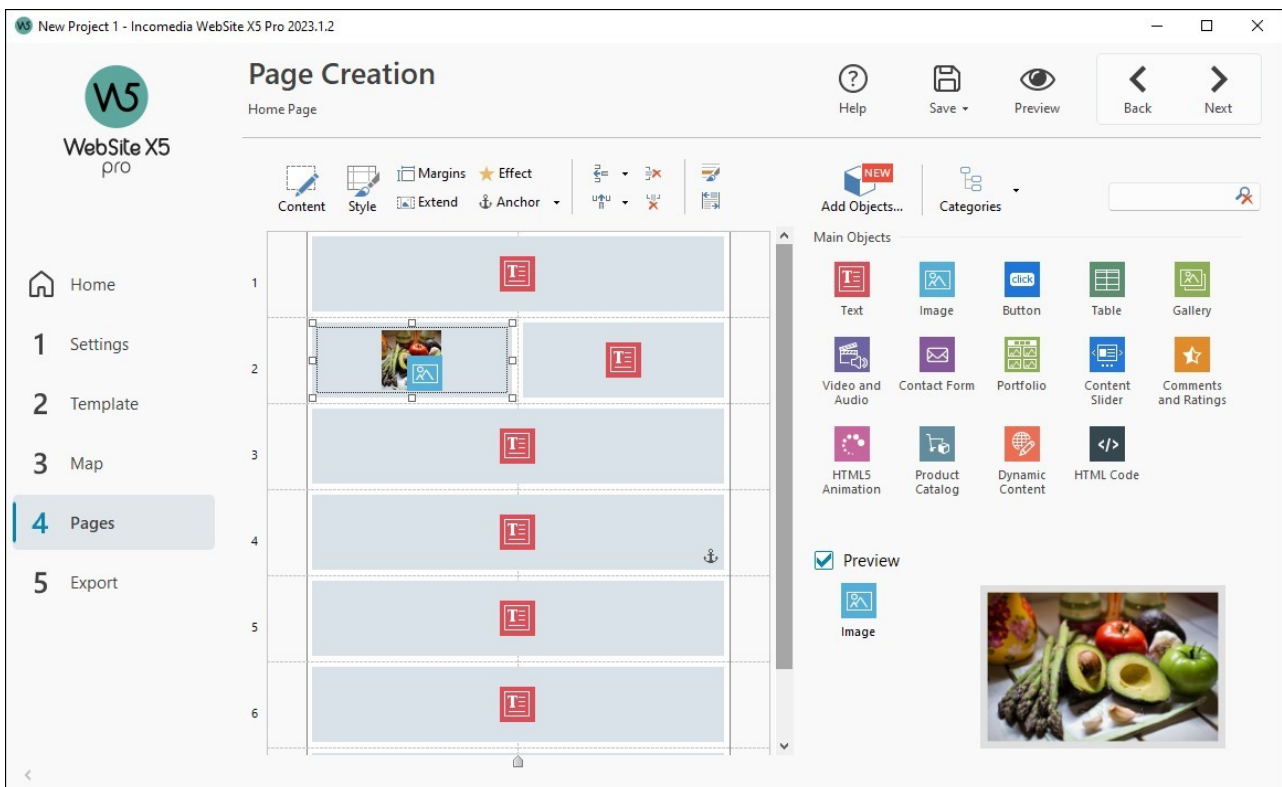 New Project 1 - Incomedia WebSite X5 Pro 2023.1.2
W5
WebSite X5
pro
Page Creation
Home Page
Help
Save
Preview
Back
Next
Content
Style
Margins
Effect
Extend
Anchor
Add Objects...
NEW
Categories
Home
1 Settings
2 Template
3 Map
4 Pages
5 Export
1
2
3
4
5
6
Main Objects
Text
Image
click
Button
Table
Gallery
Video and
Audio
Contact Form
Portfolio
Content
Slider
Comments
and Ratings
HTML5
Animation
Product
Catalog
Dynamic
Content
</>
HTML Code
Preview
Image